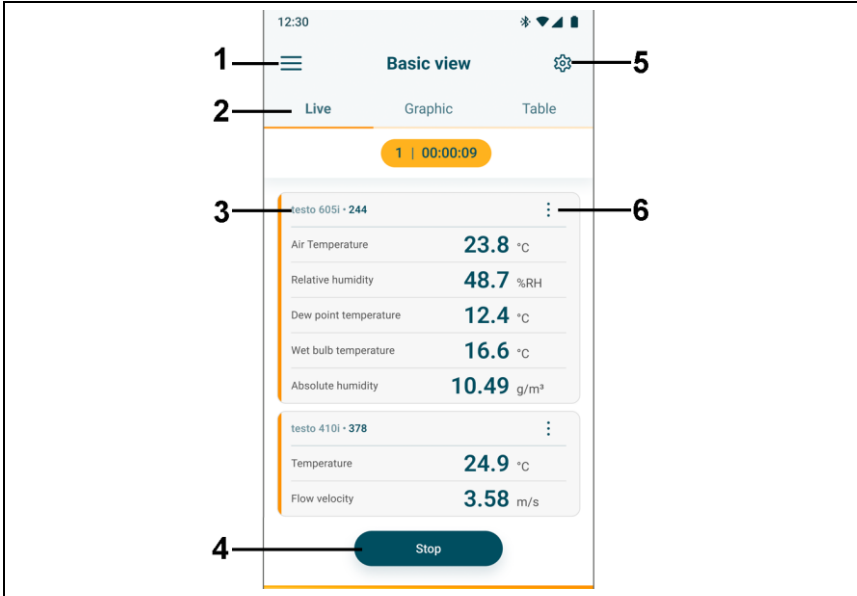 12:30
1 Basic view 5
2 Live Graphic Table
1 | 00:00:09
3 testo 605i • 244 6
Air Temperature 23.8 °C
Relative humidity 48.7 %RH
Dew point temperature 12.4 °C
Wet bulb temperature 16.6 °C
Absolute humidity 10.49 g/m³
testo 410i • 378
Temperature 24.9 °C
Flow velocity 3.58 m/s
4 Stop